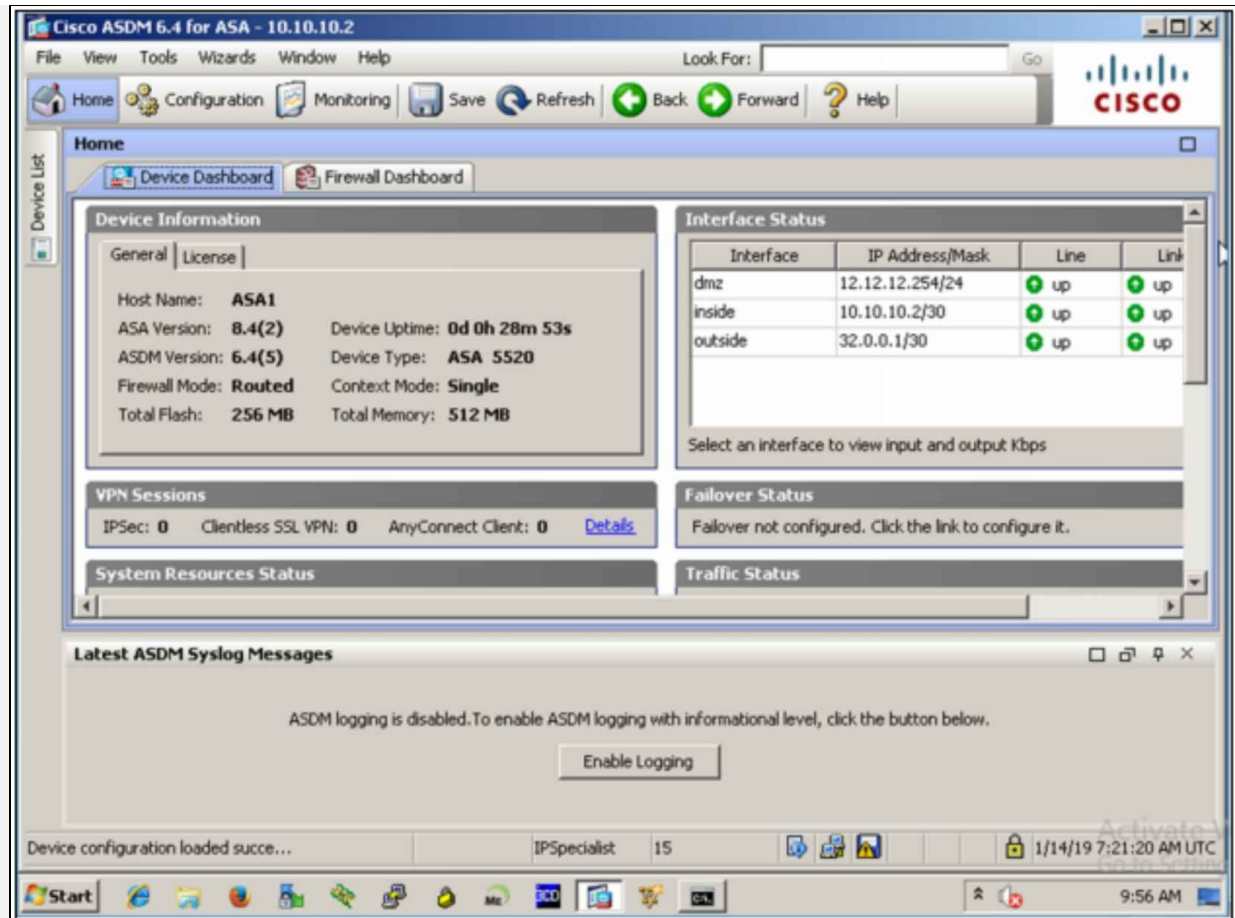 Cisco ASDM 6.4 for ASA - 10.10.10.2
File View Tools Wizards Window Help Look For: Go
Home Configuration Monitoring Save Refresh Back Forward Help
CISCO
Device List
Home
Device Dashboard Firewall Dashboard
Device Information
General License
Host Name: ASA1
ASA Version: 8.4(2) Device Uptime: 0d 0h 28m 53s
ASDM Version: 6.4(5) Device Type: ASA 5520
Firewall Mode: Routed Context Mode: Single
Total Flash: 256 MB Total Memory: 512 MB
Interface Status
Interface IP Address/Mask Line Link
dmz 12.12.12.254/24 up up
inside 10.10.10.2/30 up up
outside 32.0.0.1/30 up up
Select an interface to view input and output Kbps
VPN Sessions
IPSec: 0 Clientless SSL VPN: 0 AnyConnect Client: 0 Details
Failover Status
Failover not configured. Click the link to configure it.
System Resources Status
Traffic Status
Latest ASDM Syslog Messages
ASDM logging is disabled.To enable ASDM logging with informational level, click the button below.
Enable Logging
Activate
Device configuration loaded succe... IPSpecialist 15 1/14/19 7:21:20 AM UTC
Go to Setting
Start 9:56 AM